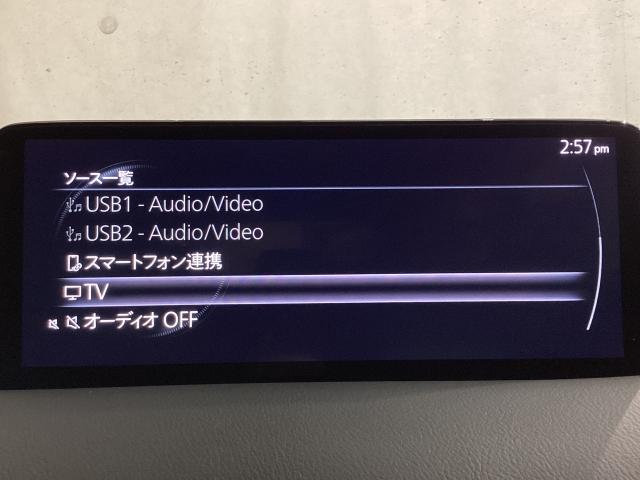 2:57 pm
ソース一覧
USB1 - Audio/Video
USB2 - Audio/Video
スマートフォン連携
TV
オーディオ OFF